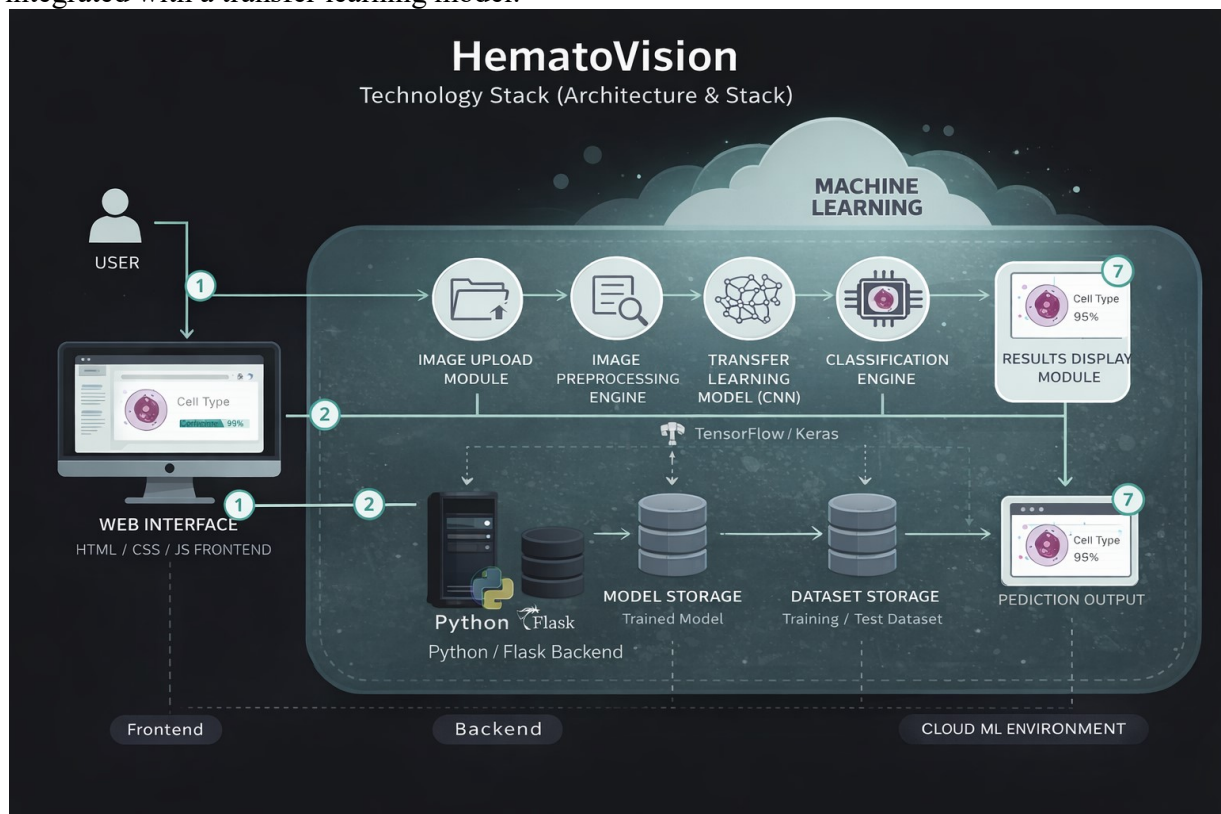 integrated with a transfer learning model.
HematoVision
Technology Stack (Architecture & Stack)
MACHINE
LEARNING
USER
1
7
Cell Type
95%
IMAGE UPLOAD
MODULE
IMAGE
PREPROCESSING
ENGINE
TRANSFER
LEARNING
MODEL (CNN)
CLASSIFICATION
ENGINE
RESULTS DISPLAY
MODULE
Cell Type
99%
2
TensorFlow / Keras
1
2
7
Cell Type
95%
WEB INTERFACE
HTML / CSS / JS FRONTEND
Python
Flask
Python / Flask Backend
MODEL STORAGE
Trained Model
DATASET STORAGE
Training / Test Dataset
PEDICTION OUTPUT
Frontend
Backend
CLOUD ML ENVIRONMENT